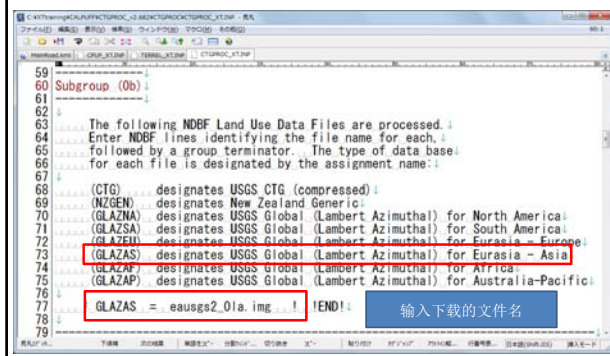 59 --------------
60 Subgroup (0b)
61 --------------
62
63 The following NDBF Land Use Data Files are processed.
64 Enter NDBF lines identifying the file name for each,
65 followed by a group terminator. The type of data base
66 for each file is designated by the assignment name:
67
68 (CTG) designates USGS CTG (compressed)
69 (NZGEN) designates New Zealand Generic
70 (GLAZNA) designates USGS Global (Lambert Azimuthal) for North America
71 (GLAZSA) designates USGS Global (Lambert Azimuthal) for South America
72 (GLAZEU) designates USGS Global (Lambert Azimuthal) for Eurasia - Europe
73 (GLAZAS) designates USGS Global (Lambert Azimuthal) for Eurasia - Asia
74 (GLAZAF) designates USGS Global (Lambert Azimuthal) for Africa
75 (GLAZAP) designates USGS Global (Lambert Azimuthal) for Australia-Pacific
76
77 ! GLAZAS = eausgs2_0la.img ! !END!
输入下载的文件名
78
79